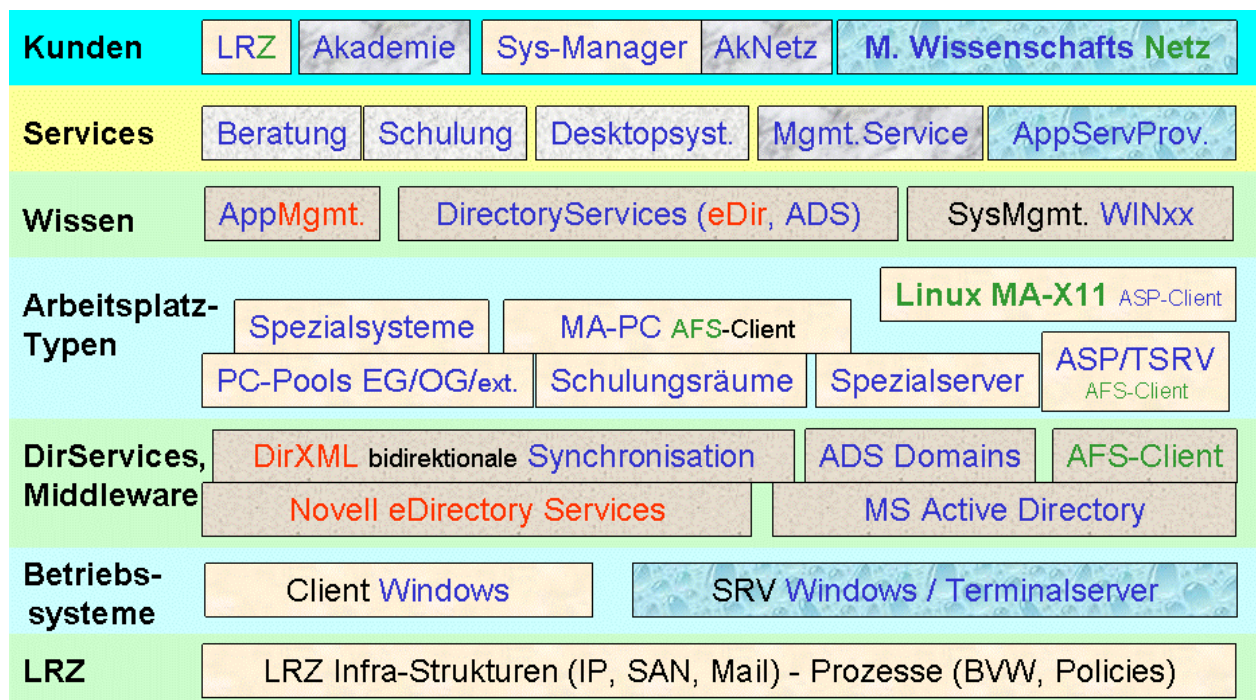 Kunden LRZ Akademie Sys-Manager AkNetz M. Wissenschafts Netz
Services Beratung Schulung Desktopsyst. Mgmt.Service AppServProv.
Wissen AppMgmt. DirectoryServices (eDir, ADS) SysMgmt. WINxx
Arbeitsplatz-
Typen
Linux MA-X11 ASP-Client
Spezialsysteme MA-PC AFS-Client
PC-Pools EG/OG/ext. Schulungsräume Spezialserver
ASP/TSRV
AFS-Client
DirServices,
Middleware
DirXML bidirektionale Synchronisation ADS Domains AFS-Client
Novell eDirectory Services MS Active Directory
Betriebs-
systeme
Client Windows SRV Windows / Terminalserver
LRZ LRZ Infra-Strukturen (IP, SAN, Mail) - Prozesse (BVW, Policies)